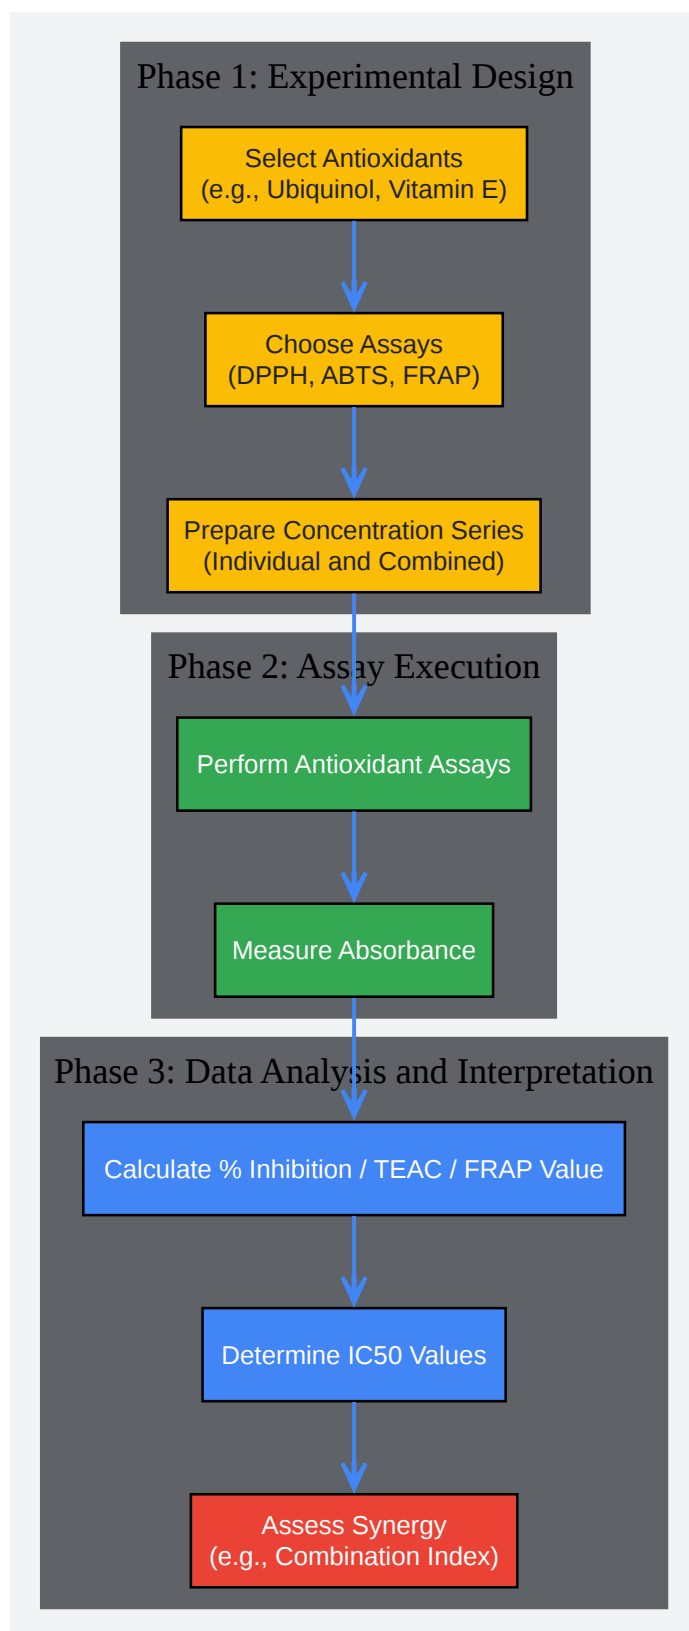 Phase 1: Experimental Design
Select Antioxidants
(e.g., Ubiquinol, Vitamin E)
Choose Assays
(DPPH, ABTS, FRAP)
Prepare Concentration Series
(Individual and Combined)
Phase 2: Assay Execution
Perform Antioxidant Assays
Measure Absorbance
Phase 3: Data Analysis and Interpretation
Calculate % Inhibition / TEAC / FRAP Value
Determine IC50 Values
Assess Synergy
(e.g., Combination Index)